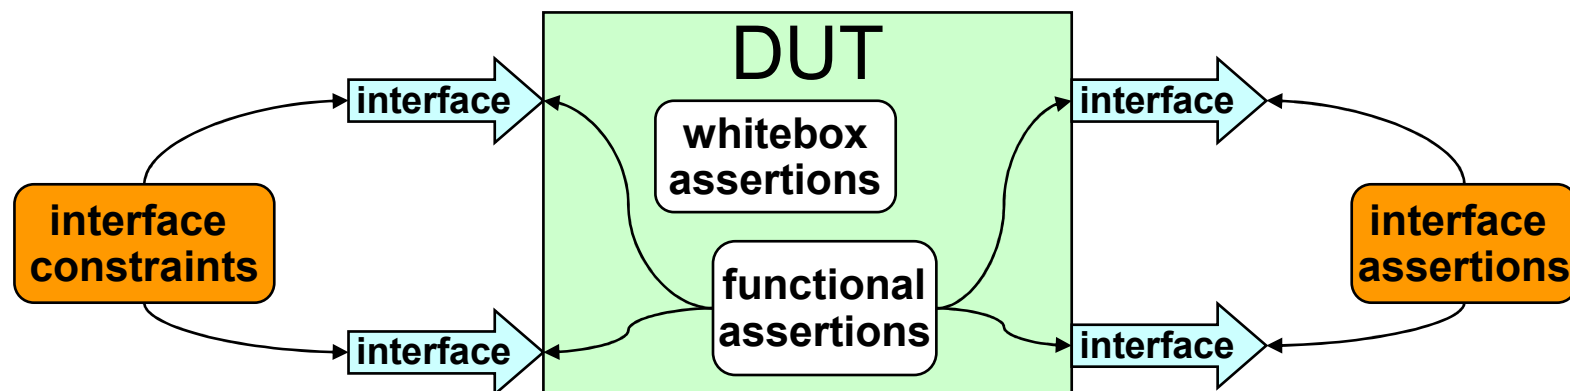 DUT
interface
interface
whitebox
assertions
interface
constraints
interface
assertions
functional
assertions
interface
interface